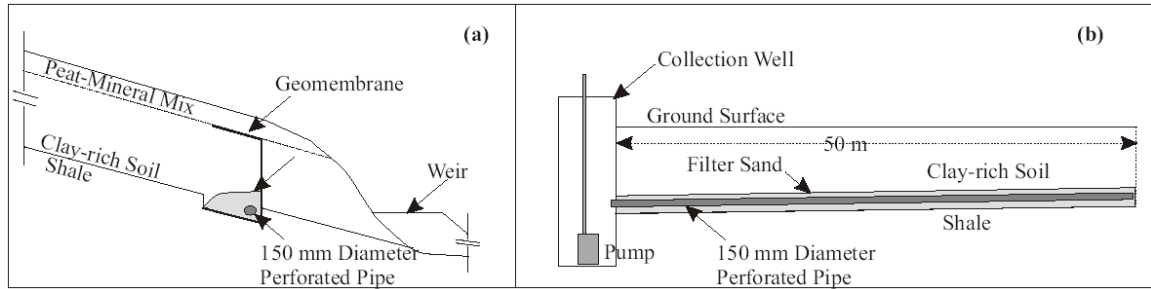 (a)
Peat-Mineral Mix
Geomembrane
Clay-rich Soil
Shale
Weir
150 mm Diameter
Perforated Pipe
(b)
Collection Well
Ground Surface
50 m
Filter Sand
Clay-rich Soil
Shale
Pump
150 mm Diameter
Perforated Pipe